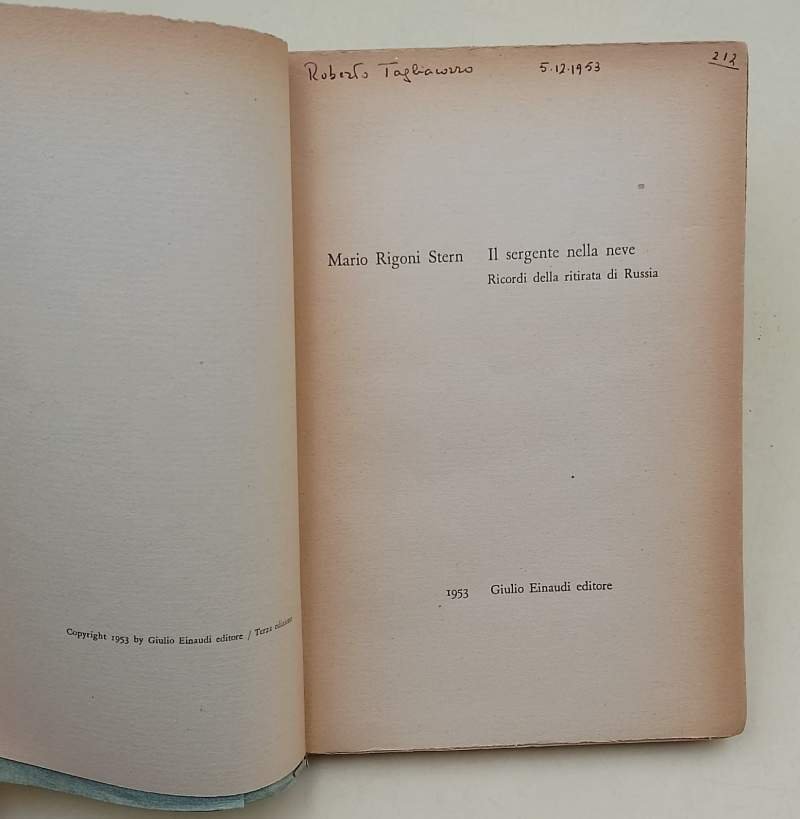 Copyright 1953 by Giulio Einaudi editore / Terza edizione
Roberto Tagliacozzo 5.12.1953 212
Mario Rigoni Stern Il sergente nella neve
Ricordi della ritirata di Russia
1953 Giulio Einaudi editore